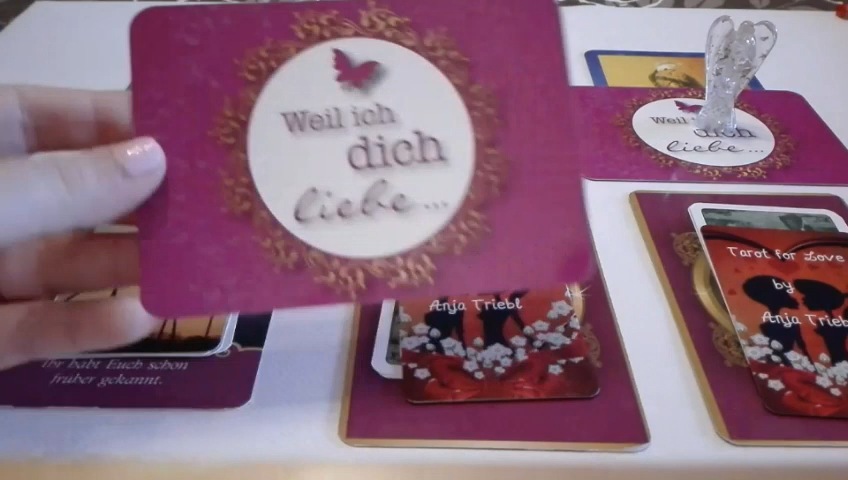 Weil ich
dich
liebe...
Weil ich
dich
liebe...
Tarot for Love
by
Anja Triebl
Anja Triebl
Ihr habt Euch schon
früher gekannt.